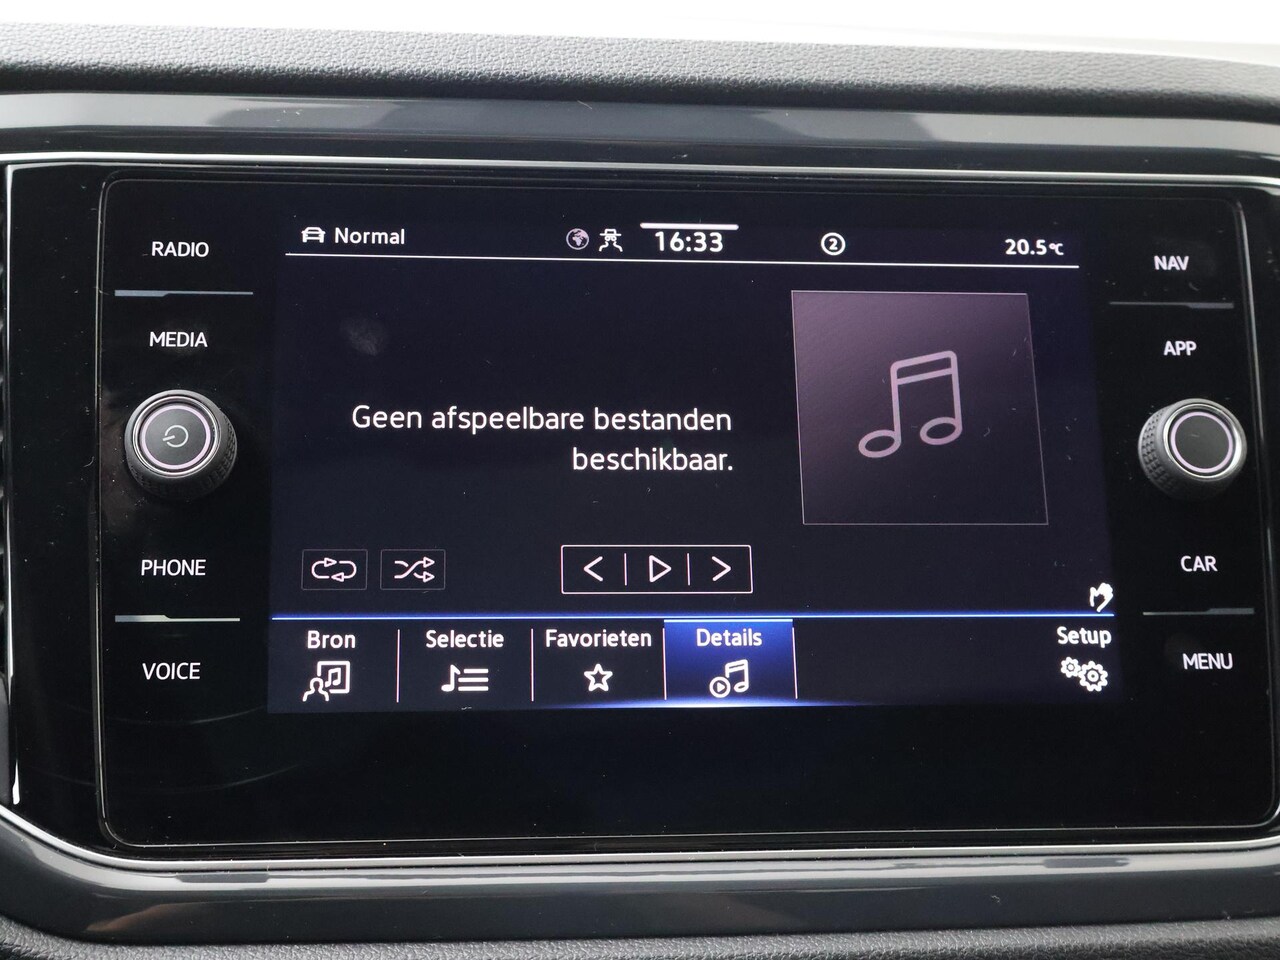 RADIO
MEDIA
PHONE
VOICE
Normal
16:33
2
20.5°C
Geen afspeelbare bestanden
beschikbaar.
Bron
Selectie
Favorieten
Details
Setup
NAV
APP
CAR
MENU